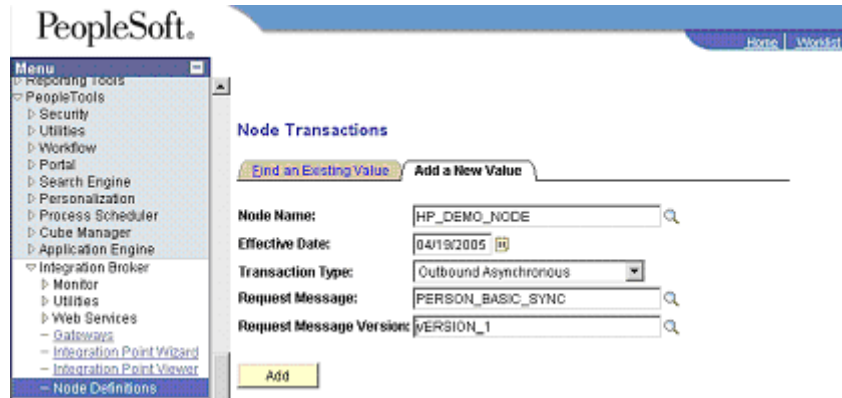 PeopleSoft.
Home
Worklist
Menu
Reporting Tools
PeopleTools
Security
Utilities
Workflow
Portal
Search Engine
Personalization
Process Scheduler
Cube Manager
Application Engine
Integration Broker
Monitor
Utilities
Web Services
Gateways
Integration Point Wizard
Integration Point Viewer
Node Definitions
Node Transactions
Find an Existing Value
Add a New Value
Node Name: HP_DEMO_NODE
Effective Date: 04/19/2005
Transaction Type: Outbound Asynchronous
Request Message: PERSON_BASIC_SYNC
Request Message Version: vERSION_1
Add